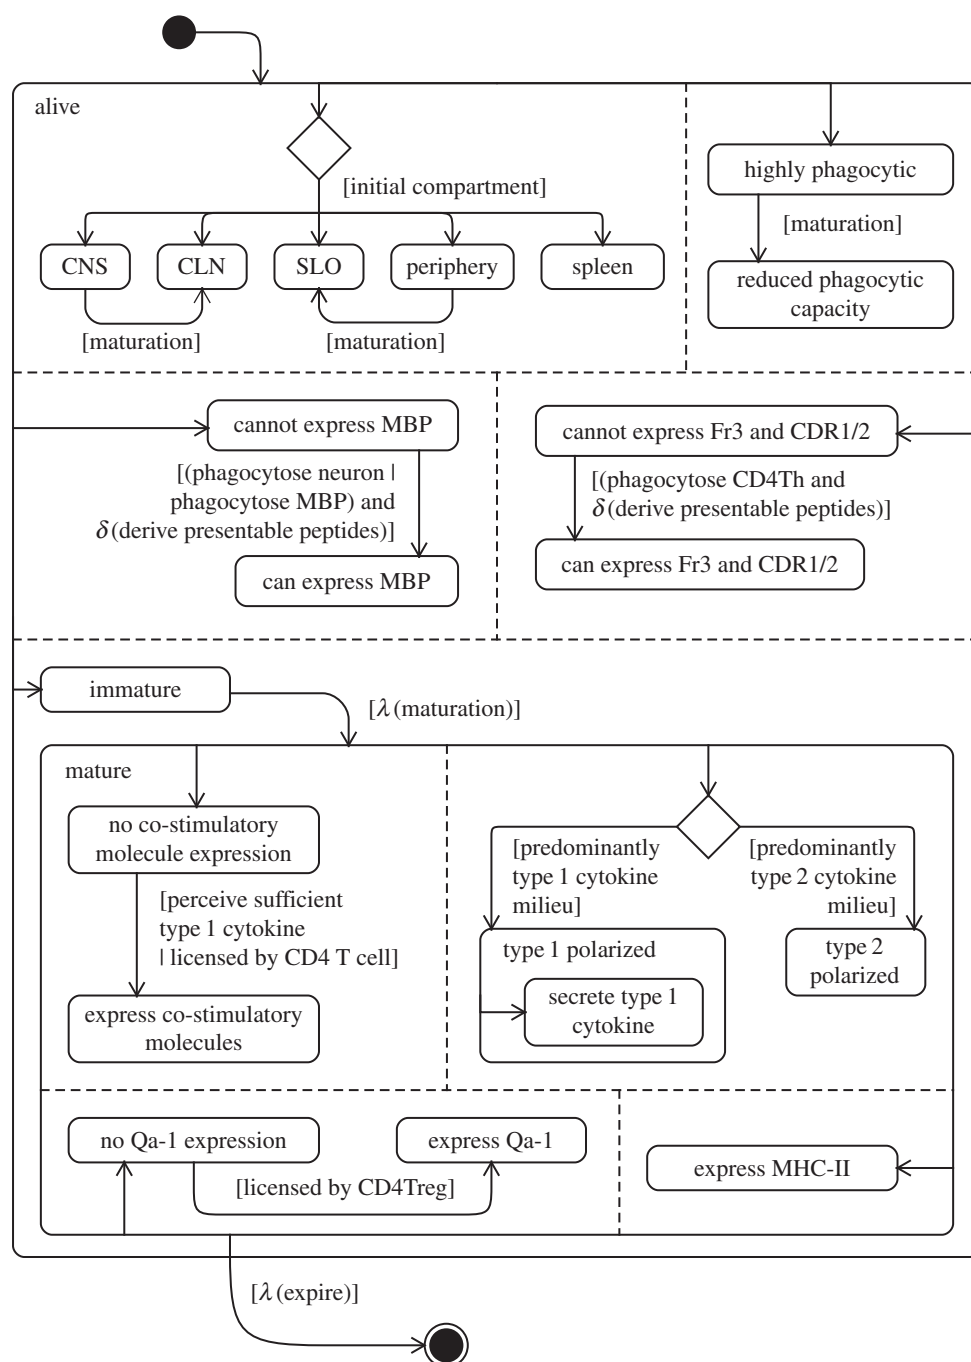 alive
[initial compartment]
CNS
CLN
SLO
periphery
spleen
[maturation]
[maturation]
highly phagocytic
[maturation]
reduced phagocytic
capacity
cannot express MBP
[(phagocytose neuron |
phagocytose MBP) and
δ(derive presentable peptides)]
can express MBP
cannot express Fr3 and CDR1/2
[(phagocytose CD4Th and
δ(derive presentable peptides)]
can express Fr3 and CDR1/2
immature
[λ(maturation)]
mature
no co-stimulatory
molecule expression
[perceive sufficient
type 1 cytokine
| licensed by CD4 T cell]
express co-stimulatory
molecules
[predominantly
type 1 cytokine
milieu]
[predominantly
type 2 cytokine
milieu]
type 1 polarized
secrete type 1
cytokine
type 2
polarized
no Qa-1 expression
express Qa-1
[licensed by CD4Treg]
express MHC-II
[λ(expire)]